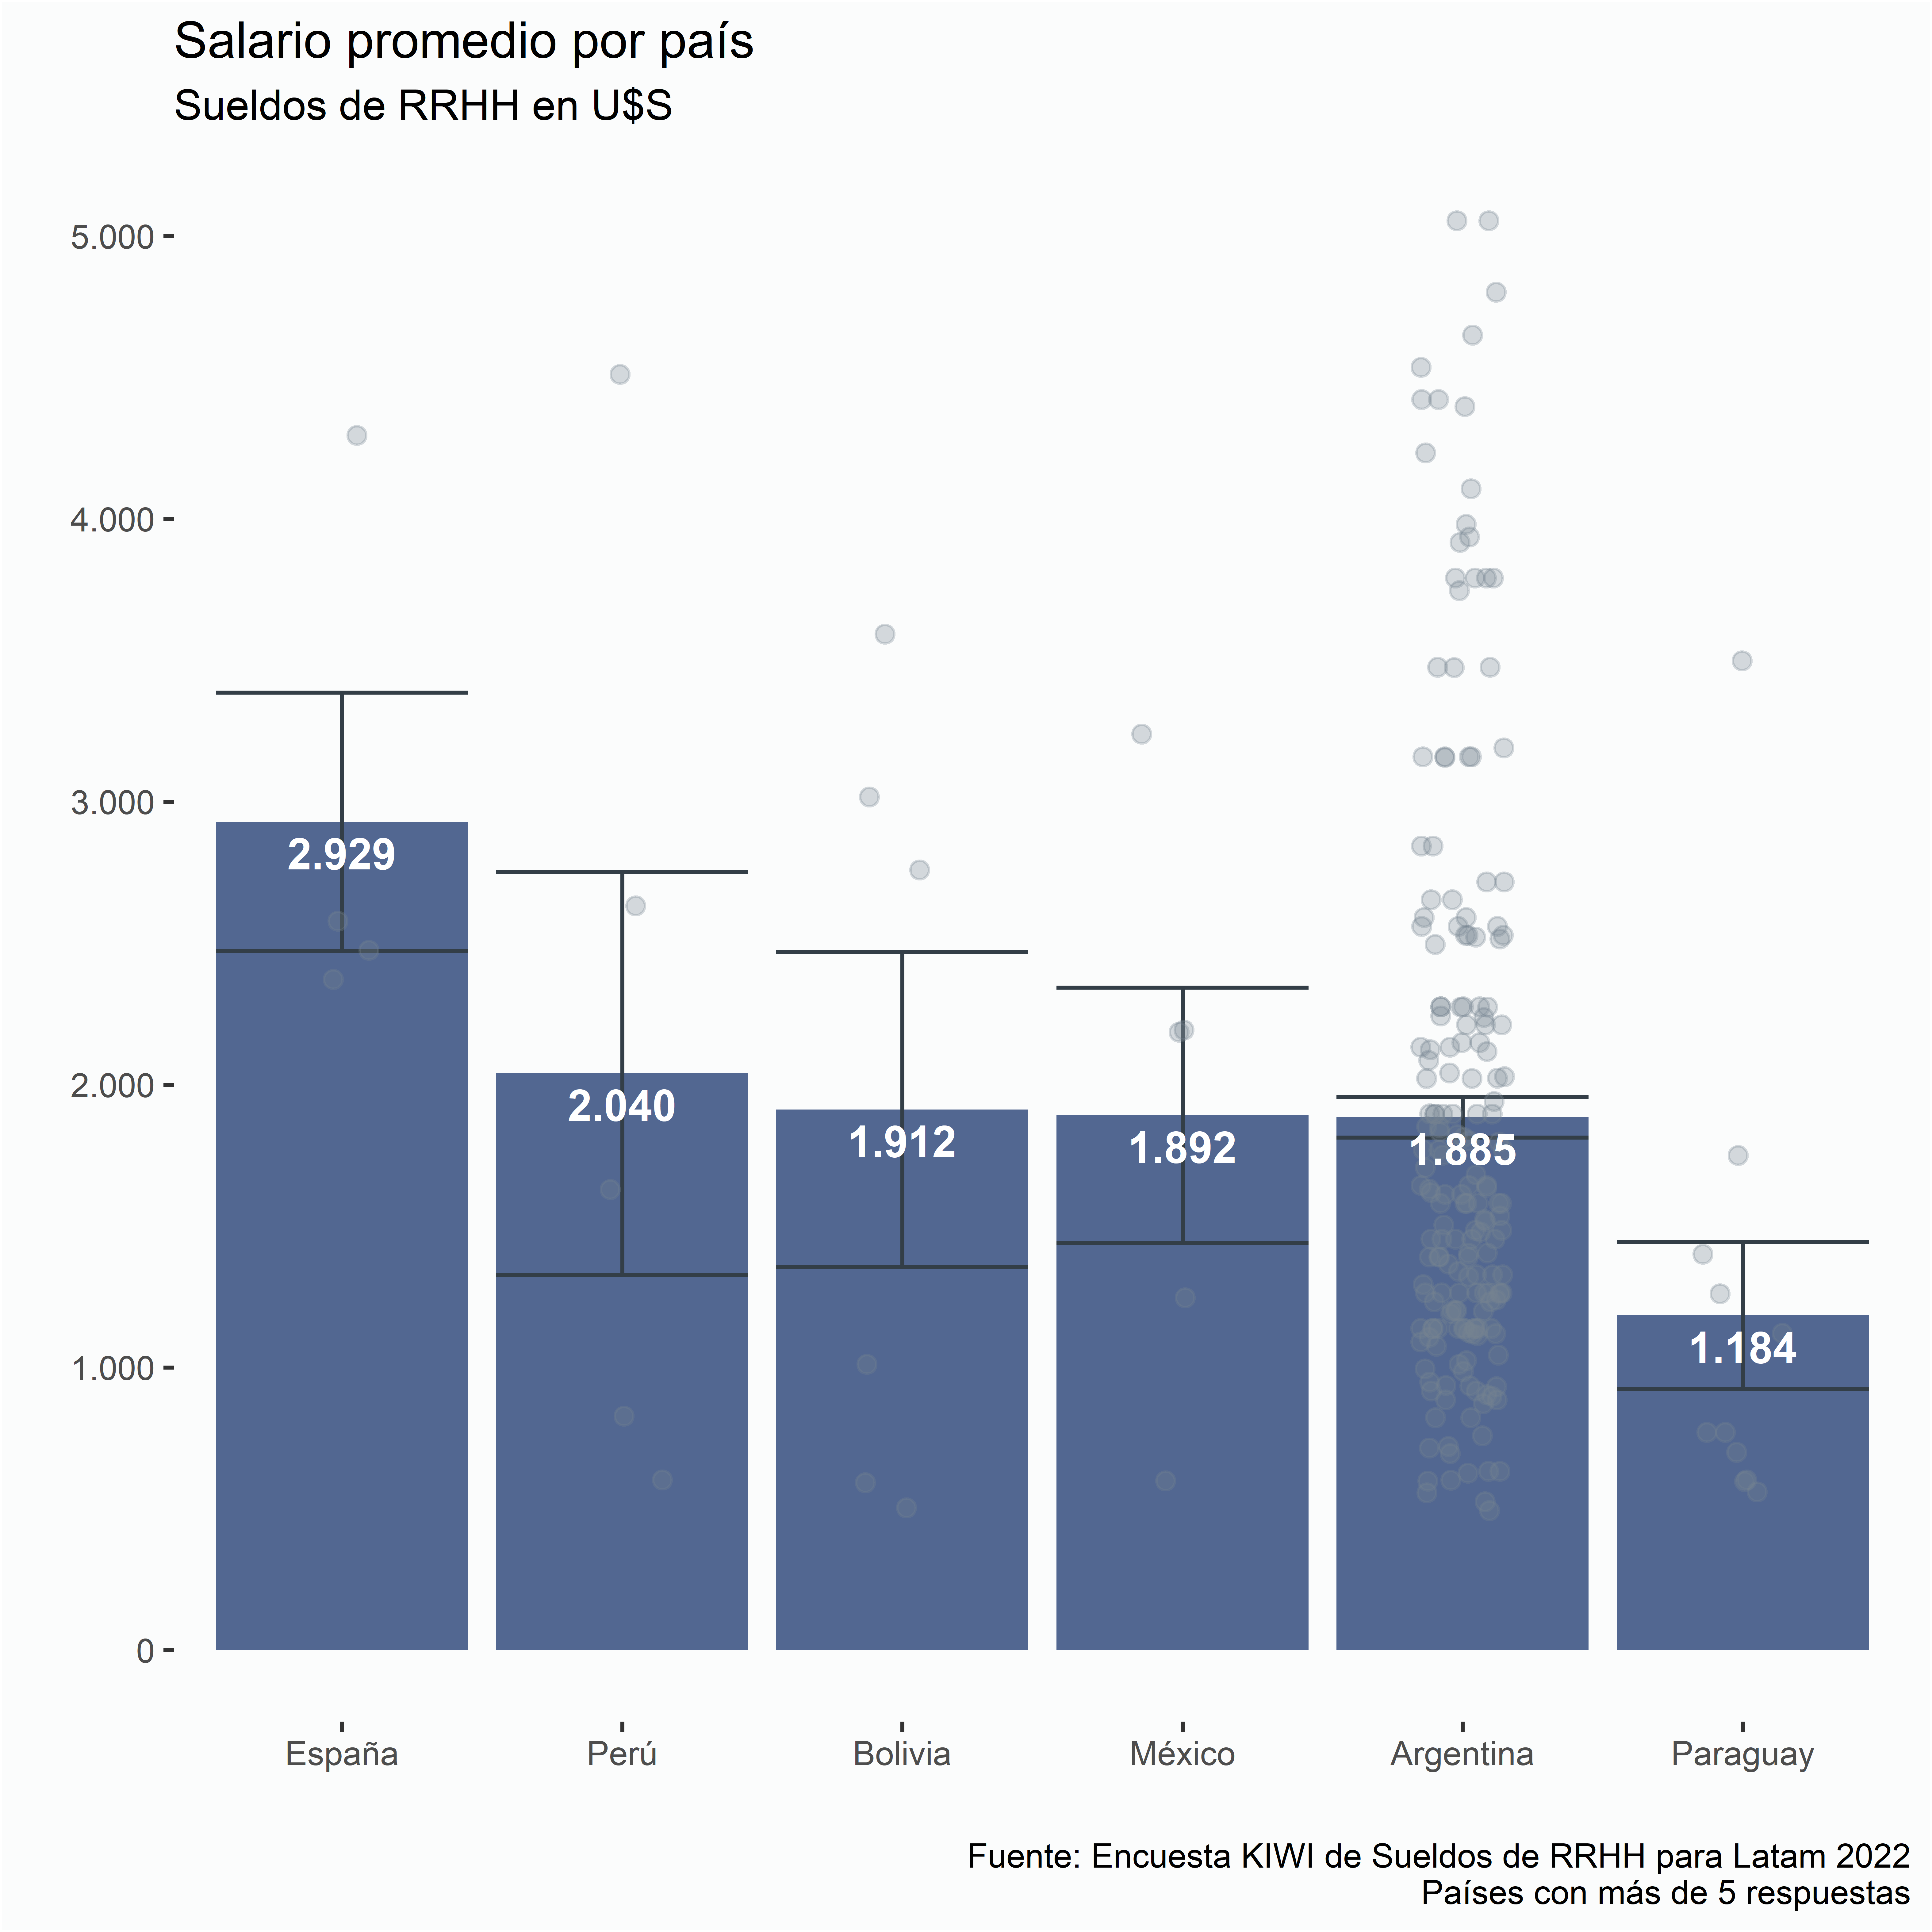 Salario promedio por país
Sueldos de RRHH en U$S
5.000
4.000
3.000
2.000
1.000
0
2.929
2.040
1.912
1.892
1.885
1.184
España
Perú
Bolivia
México
Argentina
Paraguay
Fuente: Encuesta KIWI de Sueldos de RRHH para Latam 2022
Países con más de 5 respuestas